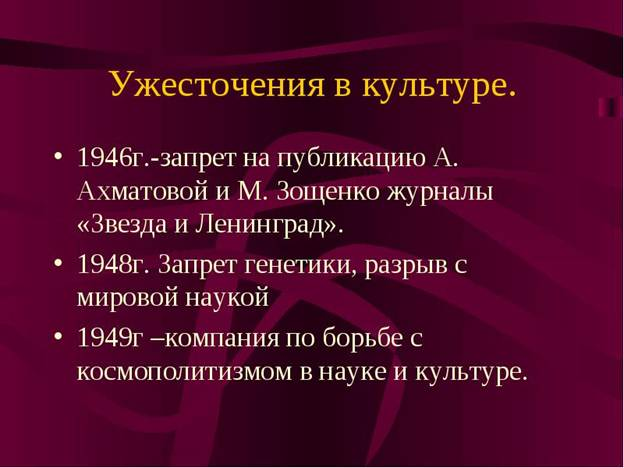 Ужесточения в культуре.
• 1946г.-запрет на публикацию А.
Ахматовой и М. Зощенко журналы
«Звезда и Ленинград».
• 1948г. Запрет генетики, разрыв с
мировой наукой
• 1949г –компания по борьбе с
космополитизмом в науке и культуре.